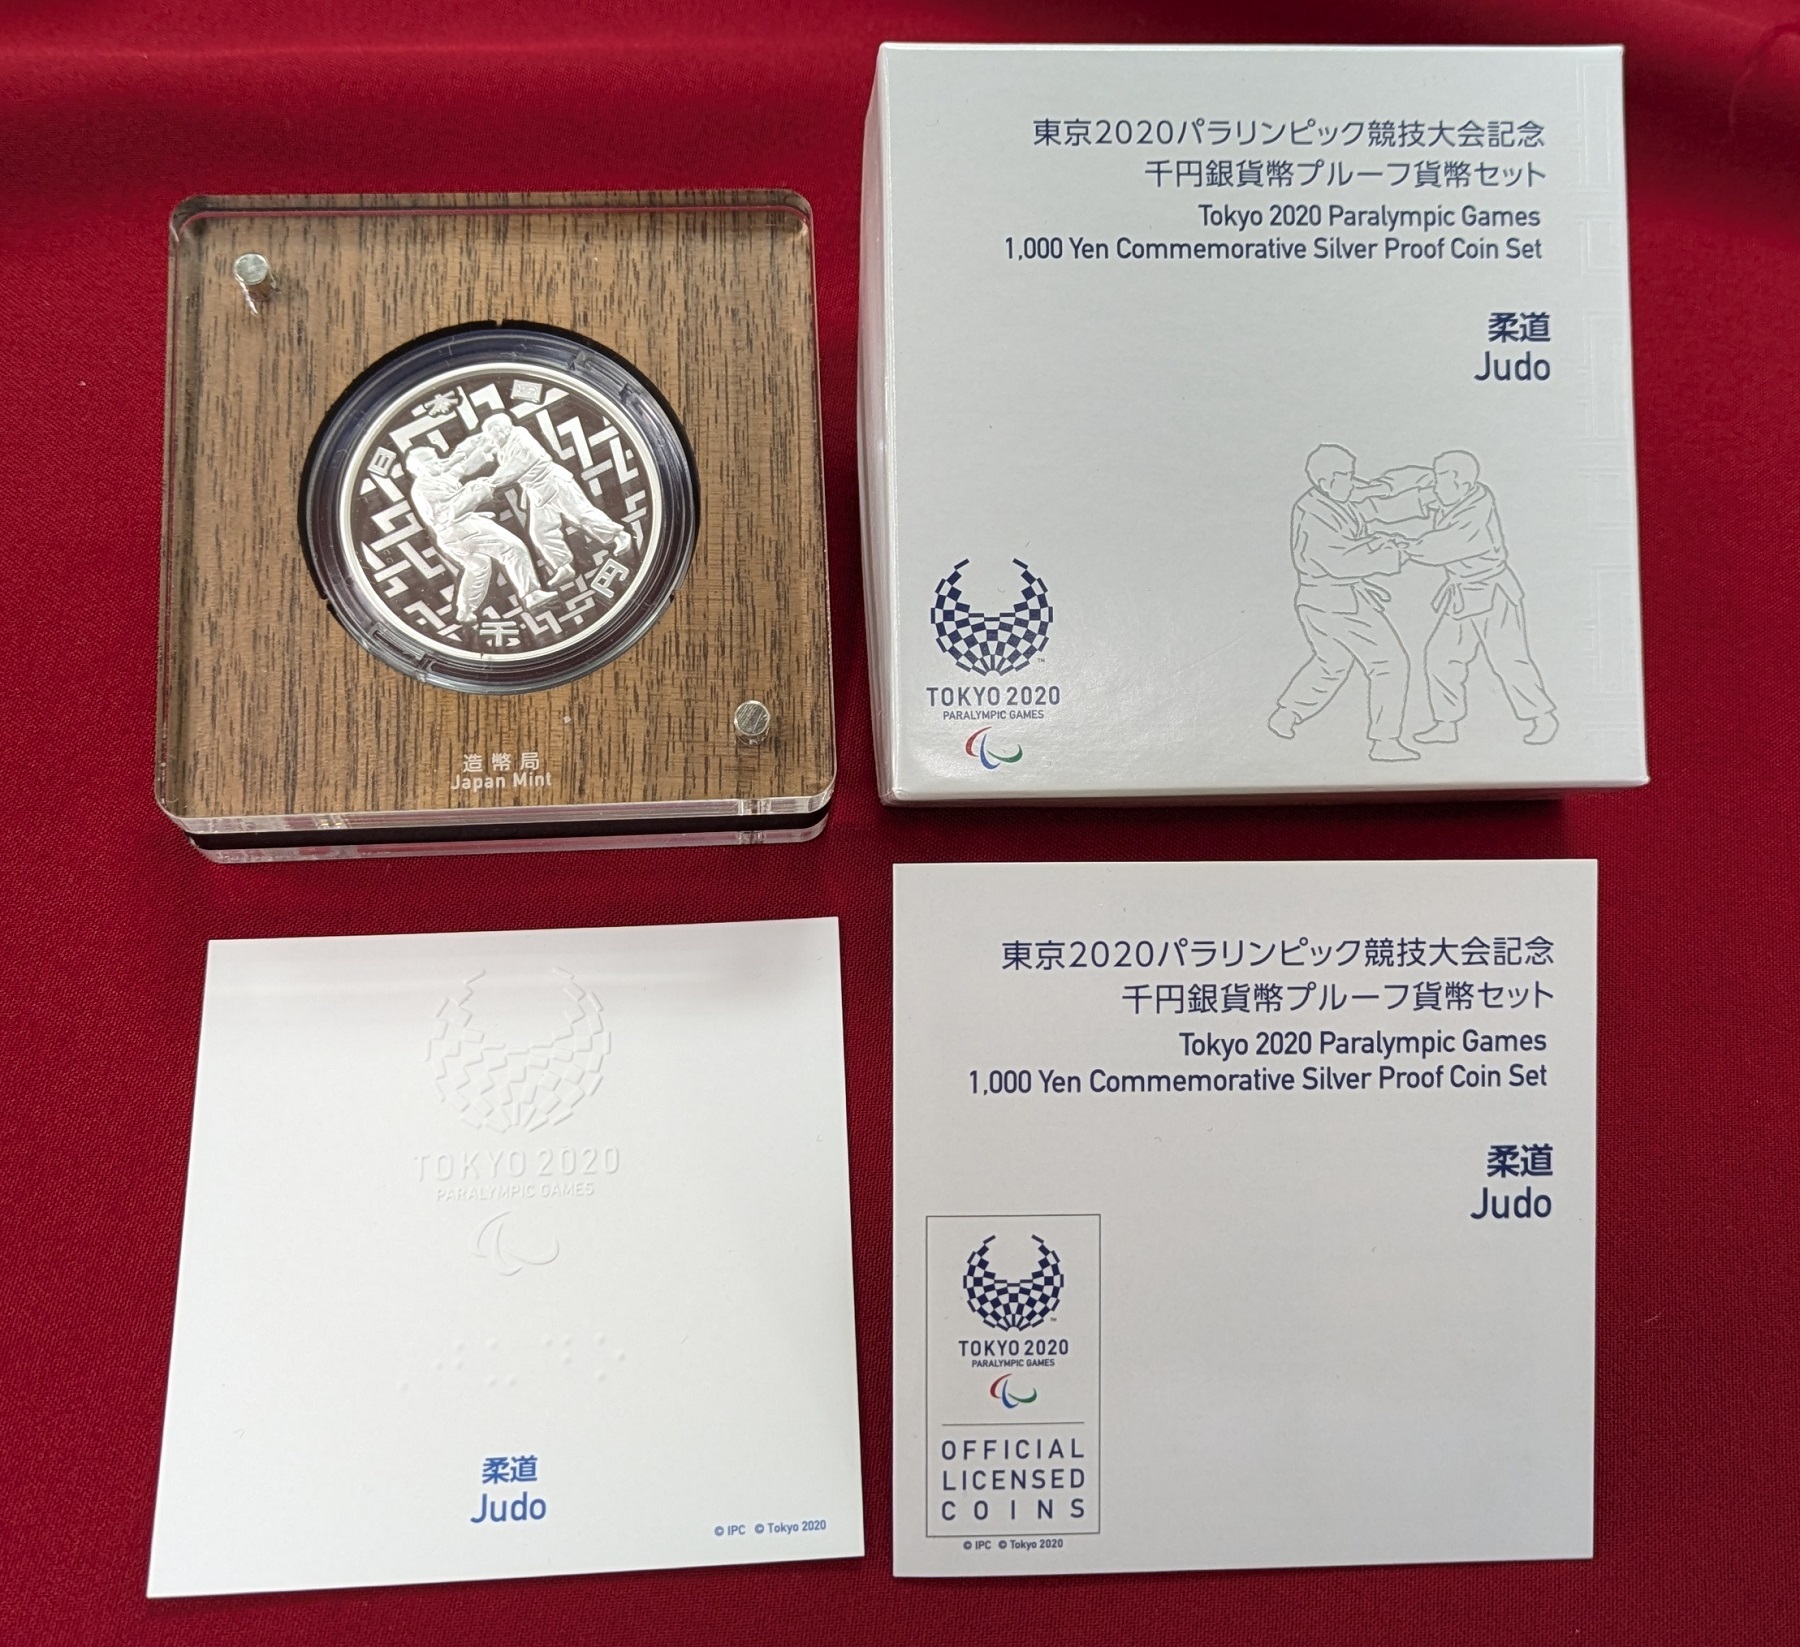 日本国
千円
造幣局
Japan Mint
東京2020パラリンピック競技大会記念
千円銀貨幣プルーフ貨幣セット
Tokyo 2020 Paralympic Games
1,000 Yen Commemorative Silver Proof Coin Set
柔道
Judo
TOKYO 2020
PARALYMPIC GAMES
TOKYO 2020
PARALYMPIC GAMES
柔道
Judo
© IPC © Tokyo 2020
東京2020パラリンピック競技大会記念
千円銀貨幣プルーフ貨幣セット
Tokyo 2020 Paralympic Games
1,000 Yen Commemorative Silver Proof Coin Set
柔道
Judo
TOKYO 2020
PARALYMPIC GAMES
OFFICIAL
LICENSED
COINS
© IPC © Tokyo 2020